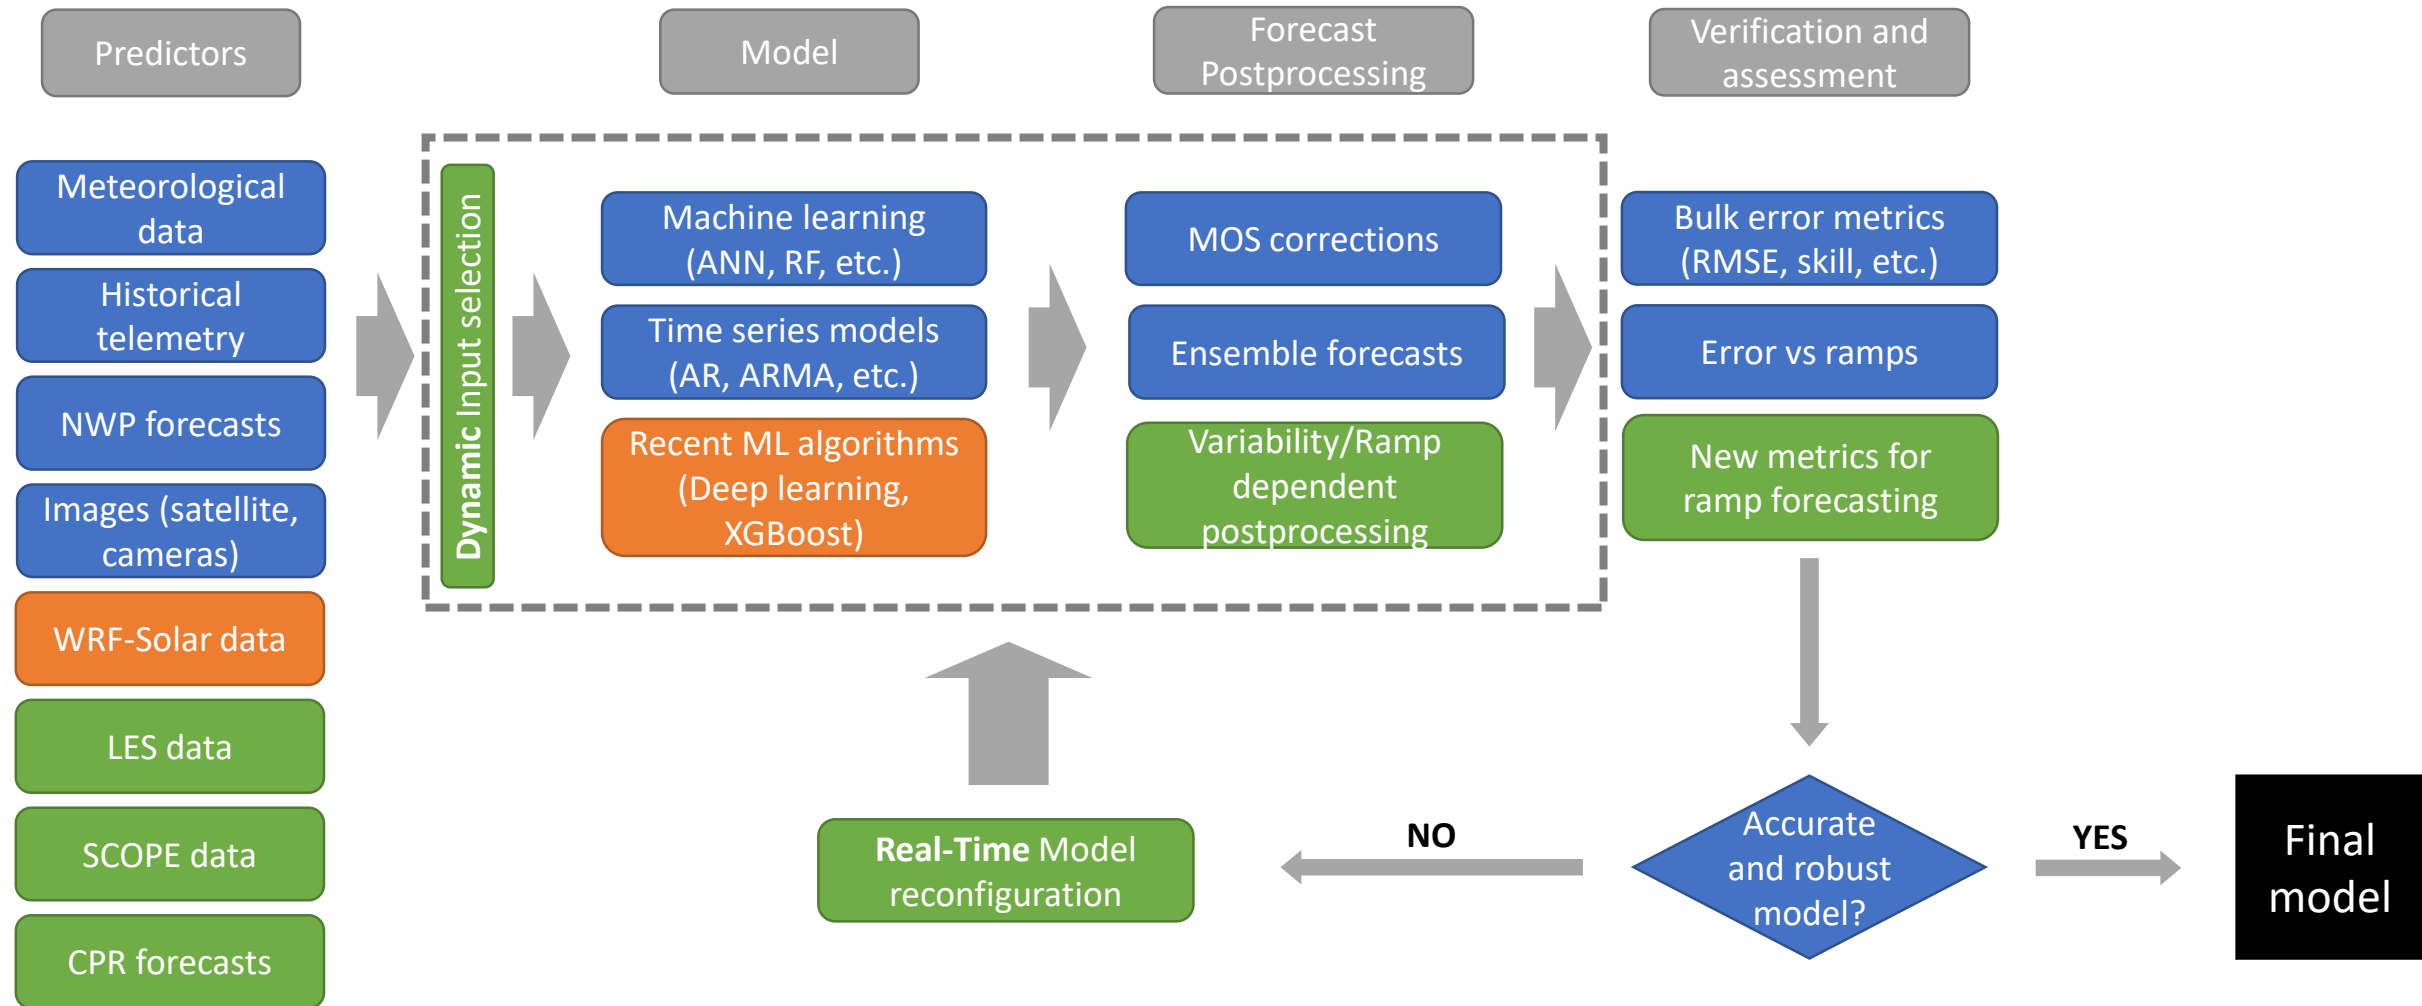 Predictors
Model
Forecast
Postprocessing
Verification and
assessment
Meteorological
data
Historical
telemetry
NWP forecasts
Images (satellite,
cameras)
WRF-Solar data
LES data
SCOPE data
CPR forecasts
Dynamic Input selection
Machine learning
(ANN, RF, etc.)
Time series models
(AR, ARMA, etc.)
Recent ML algorithms
(Deep learning,
XGBoost)
MOS corrections
Ensemble forecasts
Variability/Ramp
dependent
postprocessing
Bulk error metrics
(RMSE, skill, etc.)
Error vs ramps
New metrics for
ramp forecasting
Accurate
and robust
model?
NO
YES
Real-Time Model
reconfiguration
Final
model